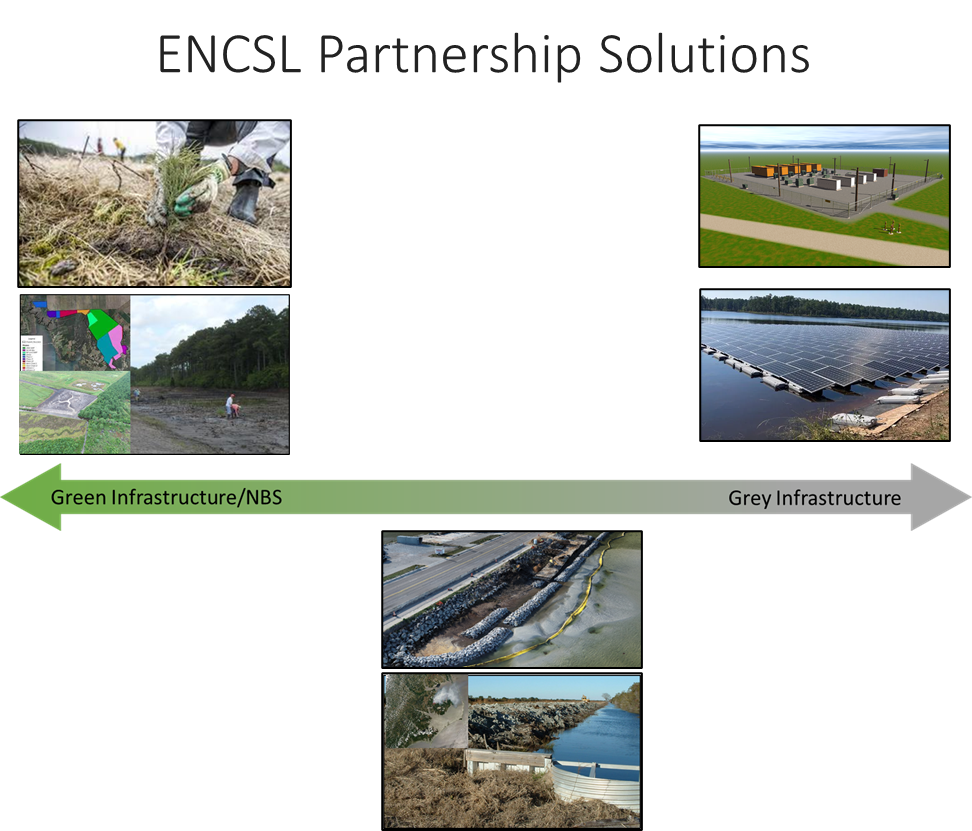 ENCSL Partnership Solutions
Green Infrastructure/NBS
Grey Infrastructure